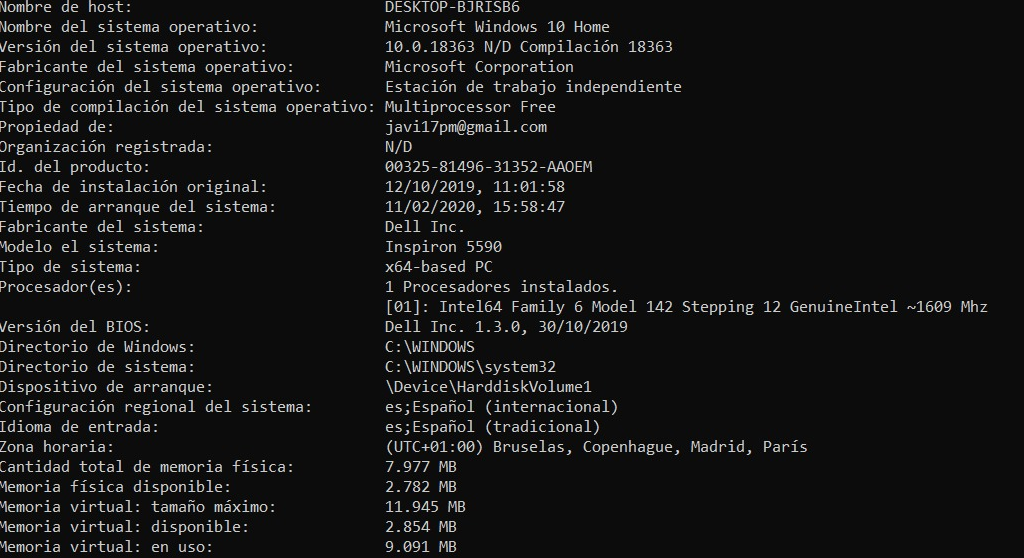 Nombre de host: DESKTOP-BJRISB6
Nombre del sistema operativo: Microsoft Windows 10 Home
Versión del sistema operativo: 10.0.18363 N/D Compilación 18363
Fabricante del sistema operativo: Microsoft Corporation
Configuración del sistema operativo: Estación de trabajo independiente
Tipo de compilación del sistema operativo: Multiprocessor Free
Propiedad de: javi17pm@gmail.com
Organización registrada: N/D
Id. del producto: 00325-81496-31352-AAOEM
Fecha de instalación original: 12/10/2019, 11:01:58
Tiempo de arranque del sistema: 11/02/2020, 15:58:47
Fabricante del sistema: Dell Inc.
Modelo el sistema: Inspiron 5590
Tipo de sistema: x64-based PC
Procesador(es): 1 Procesadores instalados.
[01]: Intel64 Family 6 Model 142 Stepping 12 GenuineIntel ~1609 Mhz
Versión del BIOS: Dell Inc. 1.3.0, 30/10/2019
Directorio de Windows: C:\WINDOWS
Directorio de sistema: C:\WINDOWS\system32
Dispositivo de arranque: \Device\HarddiskVolume1
Configuración regional del sistema: es;Español (internacional)
Idioma de entrada: es;Español (tradicional)
Zona horaria: (UTC+01:00) Bruselas, Copenhague, Madrid, París
Cantidad total de memoria física: 7.977 MB
Memoria física disponible: 2.782 MB
Memoria virtual: tamaño máximo: 11.945 MB
Memoria virtual: disponible: 2.854 MB
Memoria virtual: en uso: 9.091 MB